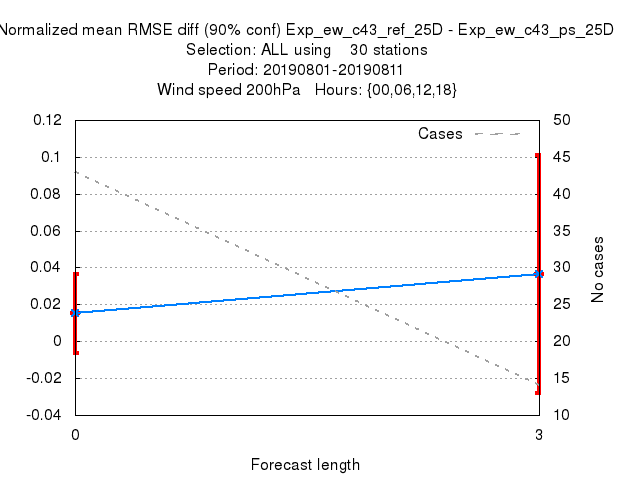 Normalized mean RMSE diff (90% conf) Exp_ew_c43_ref_25D - Exp_ew_c43_ps_25D
Selection: ALL using 30 stations
Period: 20190801-20190811
Wind speed 200hPa Hours: {00,06,12,18}
0.12 50
Cases
0.1 45
0.08 40
0.06 35
0.04 30
0.02 25
0 20
-0.02 15
-0.04 10
No cases
0 3
Forecast length